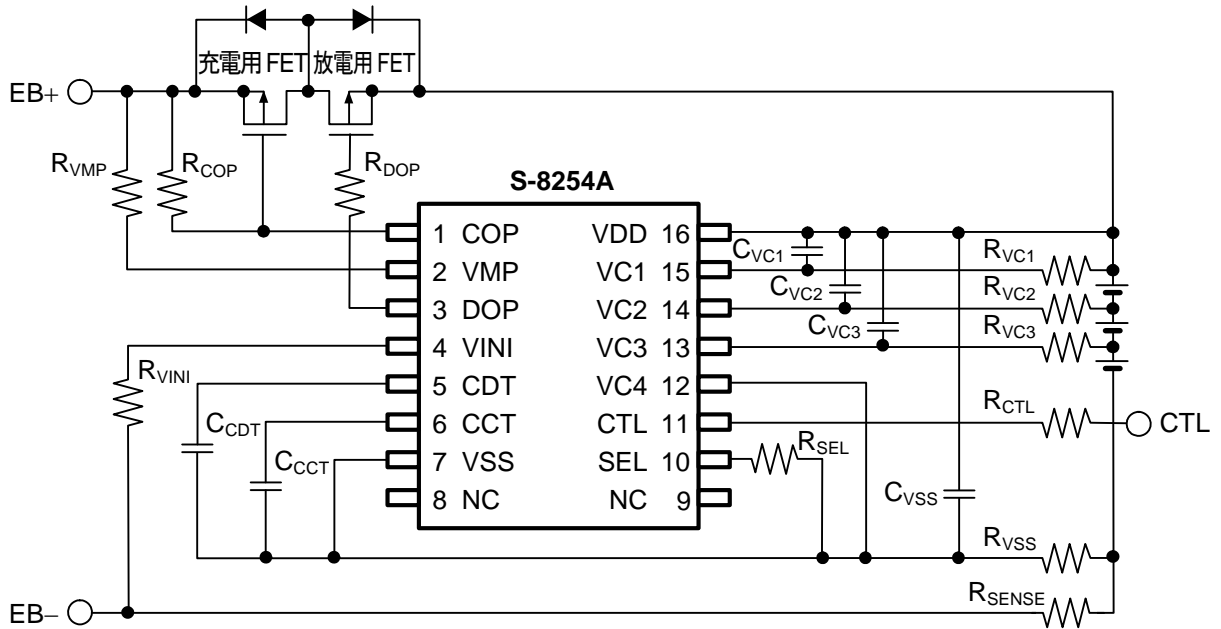 充電用 FET 放電用 FET
EB+
RVMP
RCOP
RDOP
S-8254A
1 COP VDD 16
2 VMP VC1 15
3 DOP VC2 14
4 VINI VC3 13
5 CDT VC4 12
6 CCT CTL 11
7 VSS SEL 10
8 NC NC 9
CVC1
RVC1
CVC2
RVC2
CVC3
RVC3
RVINI
CCDT
CCCT
RCTL
CTL
RSEL
CVSS
RVSS
RSENSE
EB−